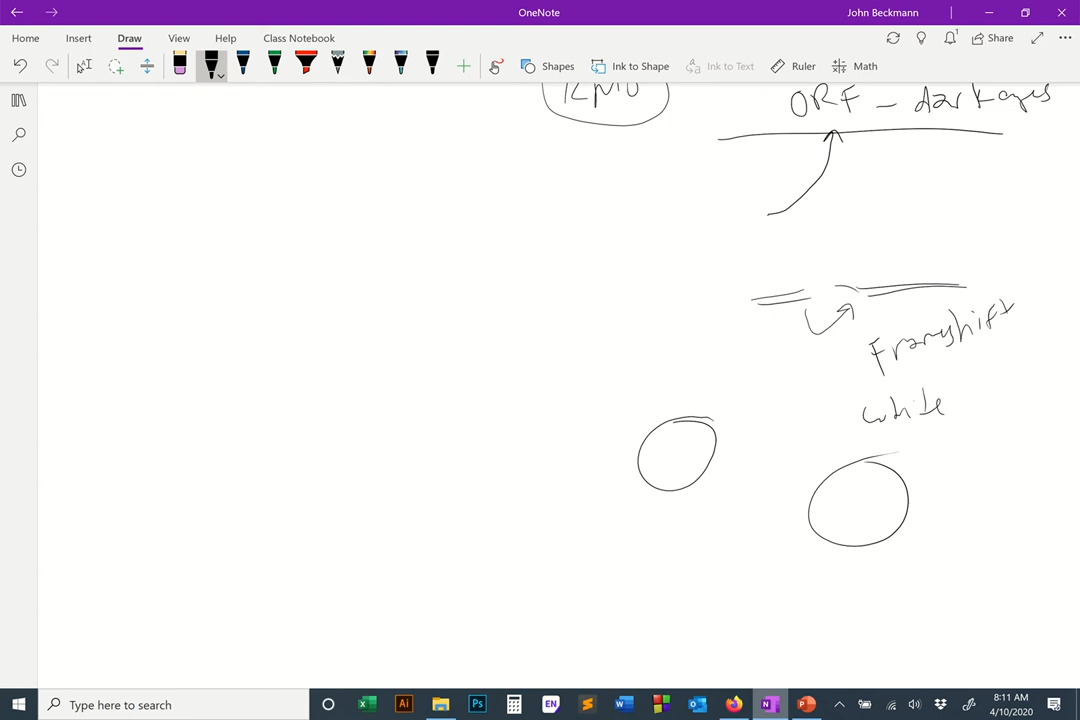 OneNote
John Beckmann
Home Insert Draw View Help Class Notebook
Share
Shapes Ink to Shape Ink to Text Ruler Math
ORF - dark eyes
Frameshift
white
Type here to search
8:11 AM
4/10/2020